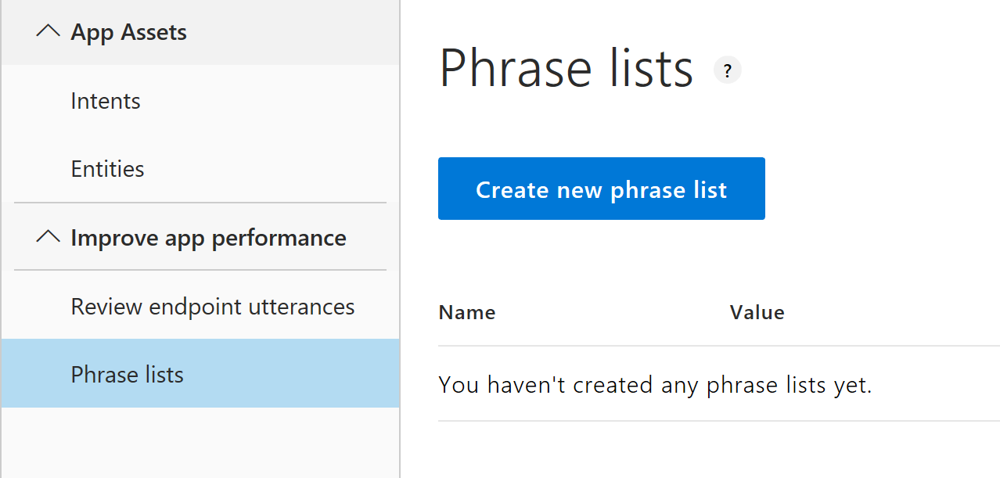 App Assets
Intents
Entities
Improve app performance
Review endpoint utterances
Phrase lists
Phrase lists ?
Create new phrase list
Name Value
You haven't created any phrase lists yet.